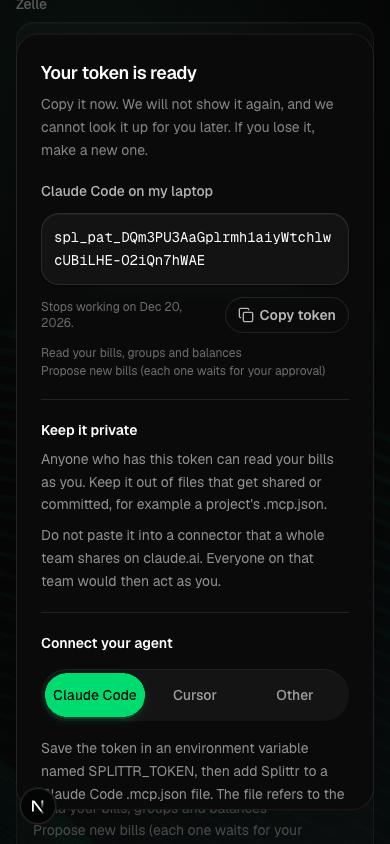 Zelle
Your token is ready
Copy it now. We will not show it again, and we
cannot look it up for you later. If you lose it,
make a new one.
Claude Code on my laptop
spl_pat_DQm3PU3AaGplrmh1aiyWtchlw
cUBiLHE-O2iQn7hWAE
Stops working on Dec 20,
2026.
Copy token
Read your bills, groups and balances
Propose new bills (each one waits for your approval)
Keep it private
Anyone who has this token can read your bills
as you. Keep it out of files that get shared or
committed, for example a project's .mcp.json.
Do not paste it into a connector that a whole
team shares on claude.ai. Everyone on that
team would then act as you.
Connect your agent
Claude Code
Cursor
Other
Save the token in an environment variable
named SPLITTR_TOKEN, then add Splittr to a
Claude Code .mcp.json file. The file refers to the
your bills, groups and balances
Propose new bills (each one waits for your
N